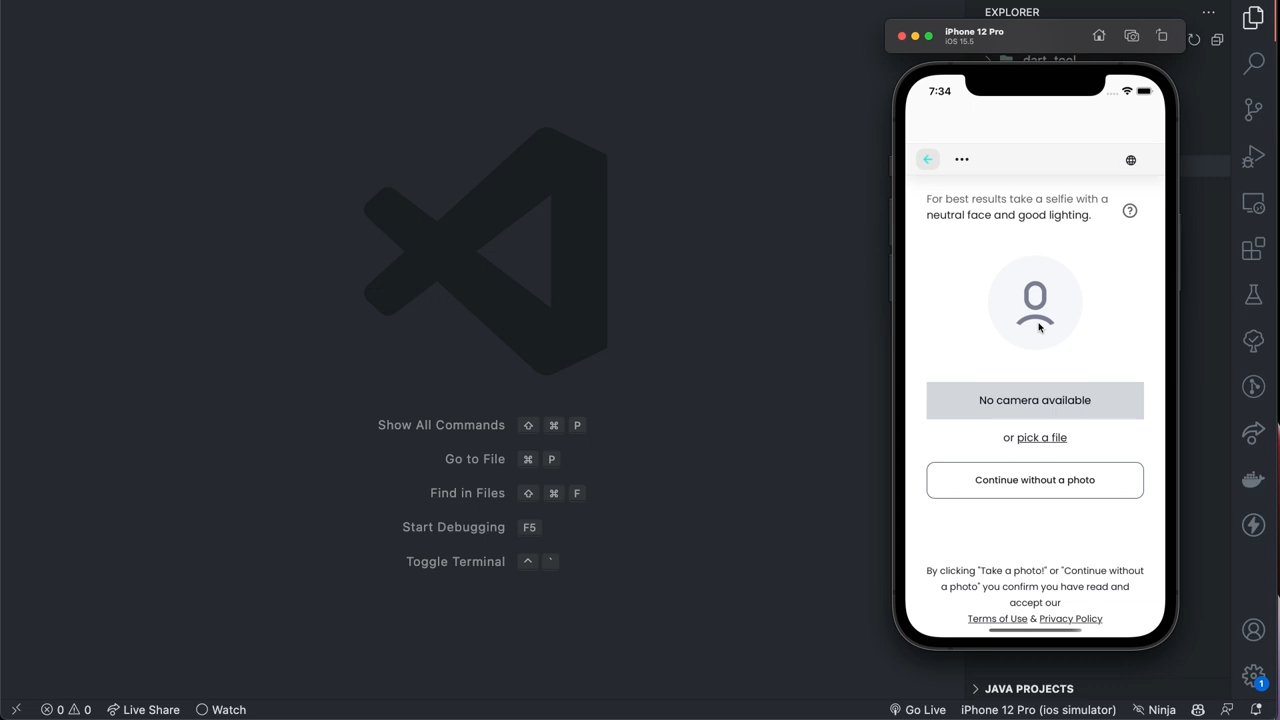 EXPLORER
iPhone 12 Pro
iOS 15.5
dart_tool
7:34
For best results take a selfie with a
neutral face and good lighting.
No camera available
or pick a file
Continue without a photo
By clicking "Take a photo!" or "Continue without
a photo" you confirm you have read and
accept our
Terms of Use & Privacy Policy
Show All Commands ⇧ ⌘ P
Go to File ⌘ P
Find in Files ⇧ ⌘ F
Start Debugging F5
Toggle Terminal ^ `
JAVA PROJECTS
1
0 0 Live Share Watch Go Live iPhone 12 Pro (ios simulator) Ninja